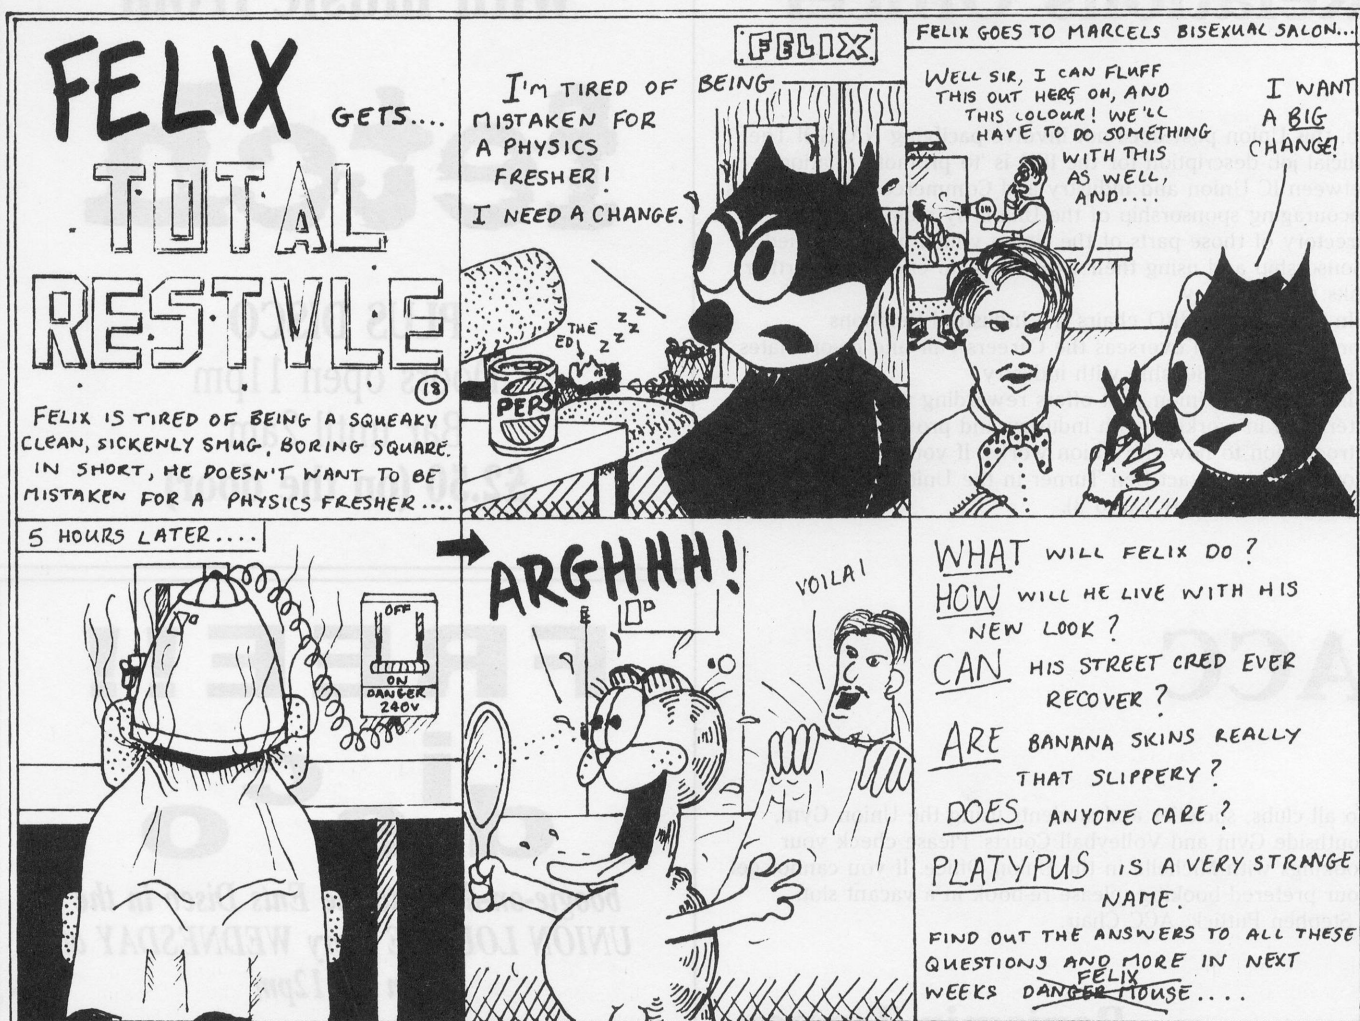 FELIX
GETS....
TOTAL
RESTYLE
18
FELIX IS TIRED OF BEING A SQUEAKY
CLEAN, SICKENLY SMUG, BORING SQUARE.
IN SHORT, HE DOESN'T WANT TO BE
MISTAKEN FOR A PHYSICS FRESHER....
FELIX
I'M TIRED OF BEING
MISTAKEN FOR
A PHYSICS
FRESHER!
I NEED A CHANGE.
THE
ED
Z Z Z Z
PEPS
FELIX GOES TO MARCELS BISEXUAL SALON...
WELL SIR, I CAN FLUFF
THIS OUT HERE OH, AND
THIS COLOUR! WE'LL
HAVE TO DO SOMETHING
WITH THIS
AS WELL,
AND...
I WANT
A BIG
CHANGE!
5 HOURS LATER....
OFF
ON
DANGER
240V
ARGHHH!
VOILA!
WHAT WILL FELIX DO?
HOW WILL HE LIVE WITH HIS
NEW LOOK?
CAN HIS STREET CRED EVER
RECOVER?
ARE BANANA SKINS REALLY
THAT SLIPPERY?
DOES ANYONE CARE?
PLATYPUS IS A VERY STRANGE
NAME
FIND OUT THE ANSWERS TO ALL THESE
QUESTIONS AND MORE IN NEXT
FELIX
WEEKS DANGER MOUSE....